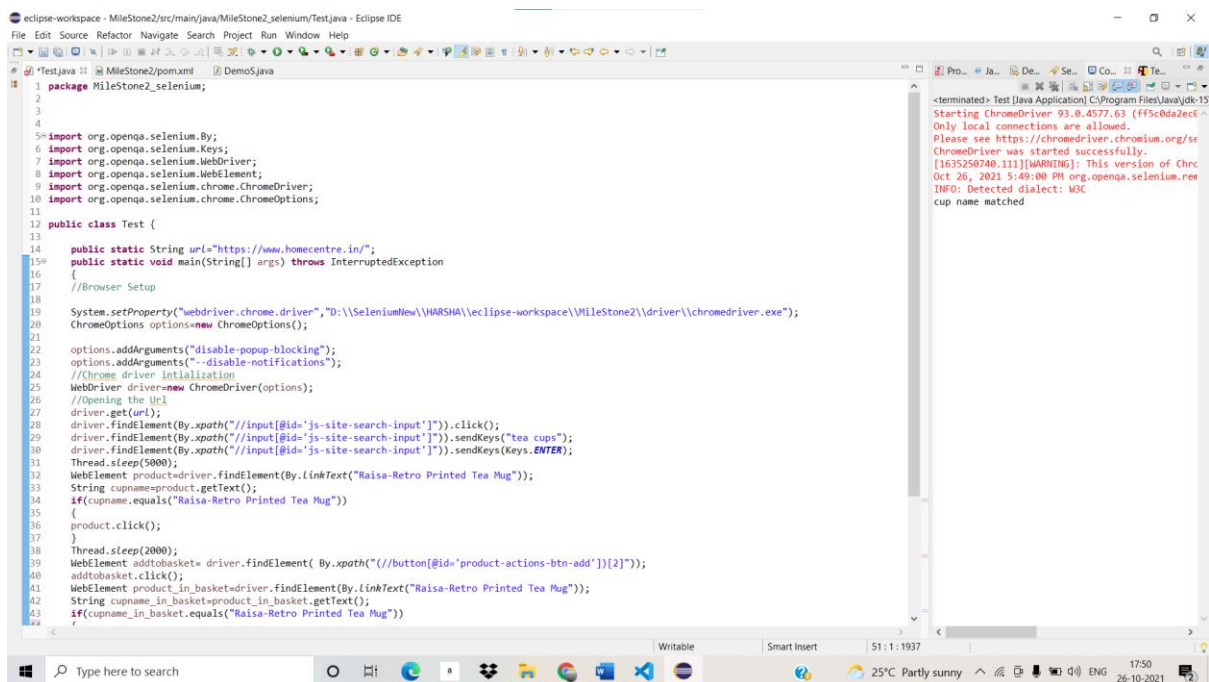 eclipse-workspace - MileStone2/src/main/java/MileStone2_selenium/Test.java - Eclipse IDE
File Edit Source Refactor Navigate Search Project Run Window Help
*Test.java MileStone2/pom.xml DemoS.java
1 package MileStone2_selenium;
2
3
4
5 import org.openqa.selenium.By;
6 import org.openqa.selenium.Keys;
7 import org.openqa.selenium.WebDriver;
8 import org.openqa.selenium.WebElement;
9 import org.openqa.selenium.chrome.ChromeDriver;
10 import org.openqa.selenium.chrome.ChromeOptions;
11
12 public class Test {
13
14 public static String url="https://www.homecentre.in/";
15 public static void main(String[] args) throws InterruptedException
16 {
17 //Browser Setup
18
19 System.setProperty("webdriver.chrome.driver","D:\\SeleniumNew\\HARSHA\\eclipse-workspace\\MileStone2\\driver\\chromedriver.exe");
20 ChromeOptions options=new ChromeOptions();
21
22 options.addArguments("disable-popup-blocking");
23 options.addArguments("--disable-notifications");
24 //Chrome driver intialization
25 WebDriver driver=new ChromeDriver(options);
26 //Opening the Url
27 driver.get(url);
28 driver.findElement(By.xpath("//input[@id='js-site-search-input']")).click();
29 driver.findElement(By.xpath("//input[@id='js-site-search-input']")).sendKeys("tea cups");
30 driver.findElement(By.xpath("//input[@id='js-site-search-input']")).sendKeys(Keys.ENTER);
31 Thread.sleep(5000);
32 WebElement product=driver.findElement(By.linkText("Raisa-Retro Printed Tea Mug"));
33 String cupname=product.getText();
34 if(cupname.equals("Raisa-Retro Printed Tea Mug"))
35 {
36 product.click();
37 }
38 Thread.sleep(2000);
39 WebElement addtobasket= driver.findElement( By.xpath("(//button[@id='product-actions-btn-add'])[2]"));
40 addtobasket.click();
41 WebElement product_in_basket=driver.findElement(By.linkText("Raisa-Retro Printed Tea Mug"));
42 String cupname_in_basket=product_in_basket.getText();
43 if(cupname_in_basket.equals("Raisa-Retro Printed Tea Mug"))
Pro... Ja... De... Se... Co... Te...
<terminated> Test [Java Application] C:\Program Files\Java\jdk-15
Starting ChromeDriver 93.0.4577.63 (ff5c0da2ec0
Only local connections are allowed.
Please see https://chromedriver.chromium.org/se
ChromeDriver was started successfully.
[1635250740.111][WARNING]: This version of Chrc
Oct 26, 2021 5:49:00 PM org.openqa.selenium.rem
INFO: Detected dialect: W3C
cup name matched
Writable Smart Insert 51 : 1 : 1937
Type here to search 25°C Partly sunny ENG 17:50
26-10-2021